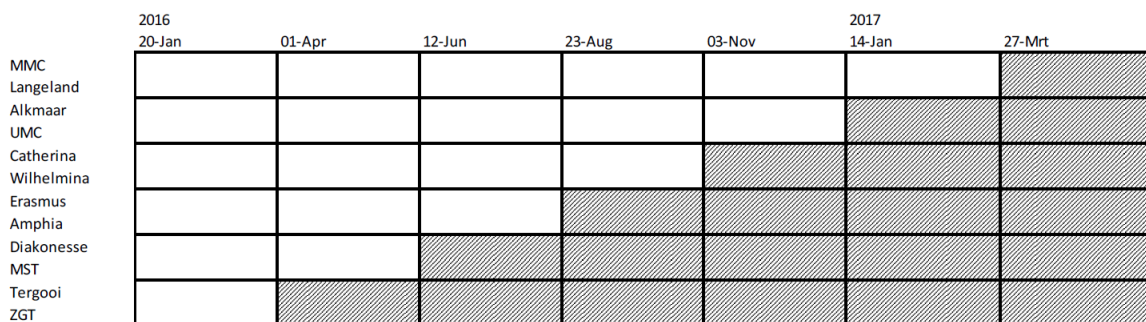 2016 2017
20-Jan 01-Apr 12-Jun 23-Aug 03-Nov 14-Jan 27-Mrt
MMC
Langeland
Alkmaar
UMC
Catherina
Wilhelmina
Erasmus
Amphia
Diakonesse
MST
Tergooi
ZGT